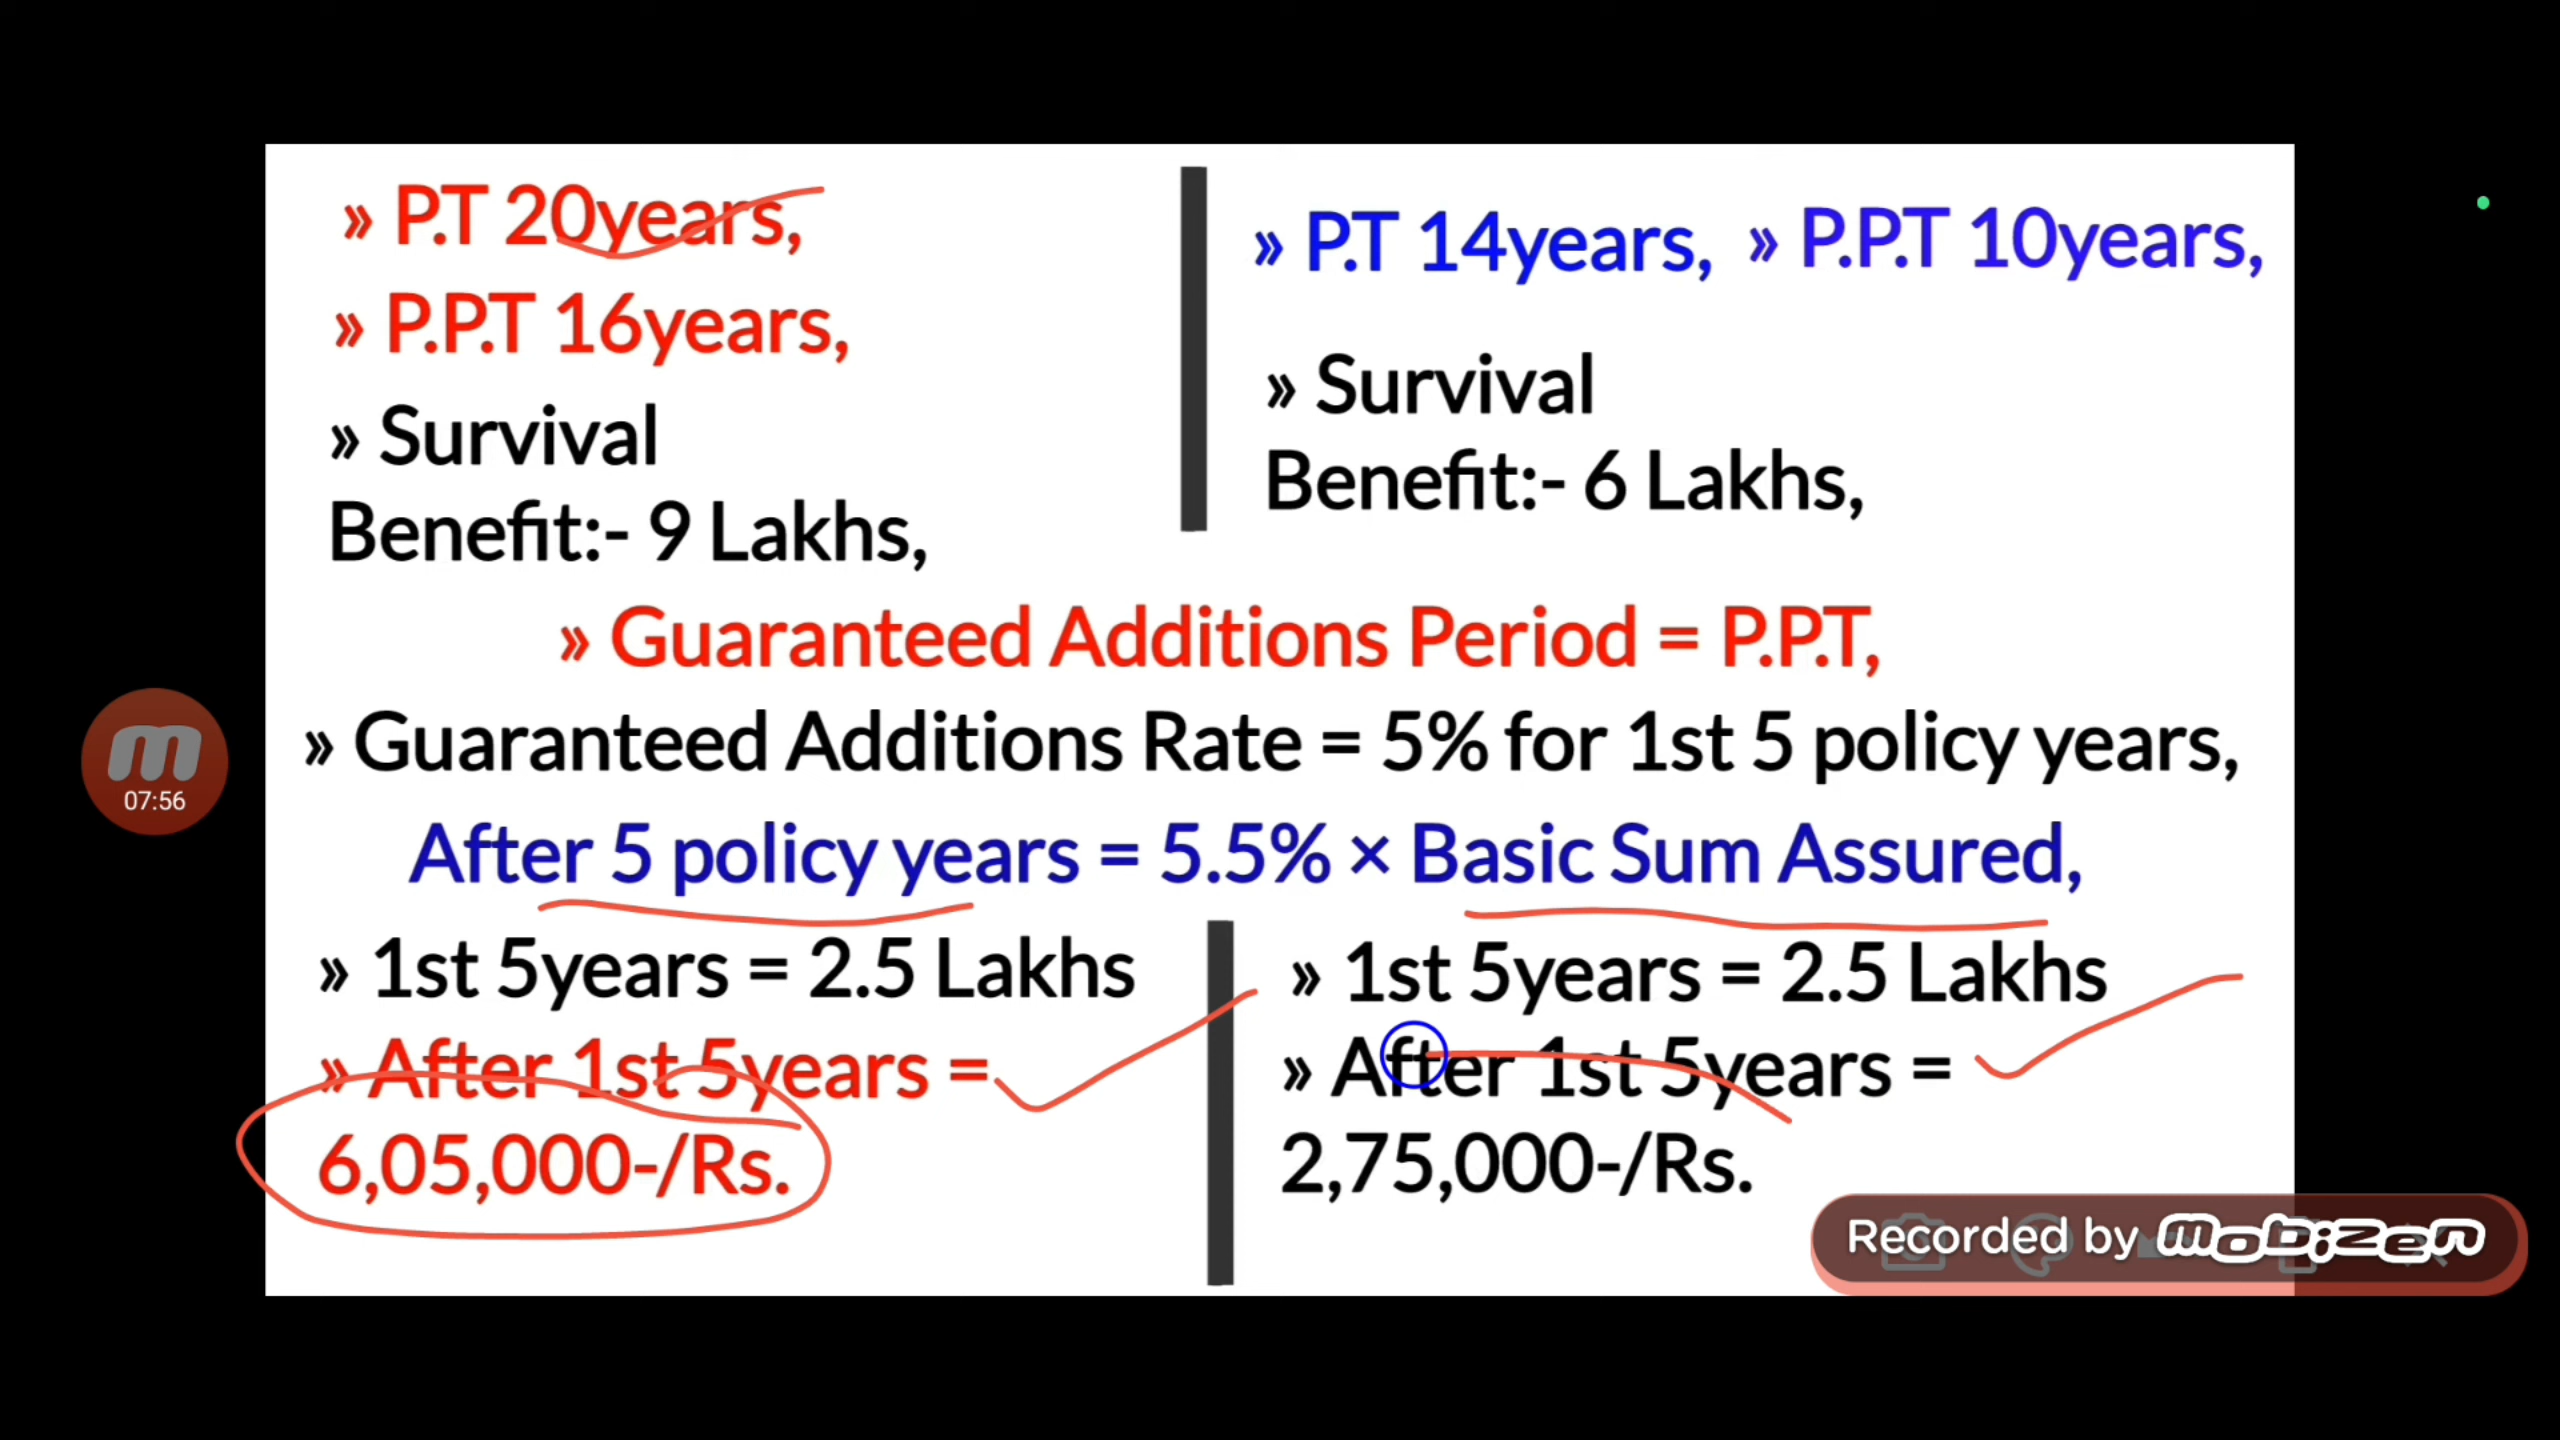 » P.T 20years,
» P.P.T 16years,
» Survival
Benefit:- 9 Lakhs,
» P.T 14years, » P.P.T 10years,
» Survival
Benefit:- 6 Lakhs,
» Guaranteed Additions Period = P.P.T,
» Guaranteed Additions Rate = 5% for 1st 5 policy years,
After 5 policy years = 5.5% × Basic Sum Assured,
» 1st 5years = 2.5 Lakhs
» After 1st 5years =
6,05,000-/Rs.
» 1st 5years = 2.5 Lakhs
» After 1st 5years =
2,75,000-/Rs.
m
07:56
Recorded by mobizen